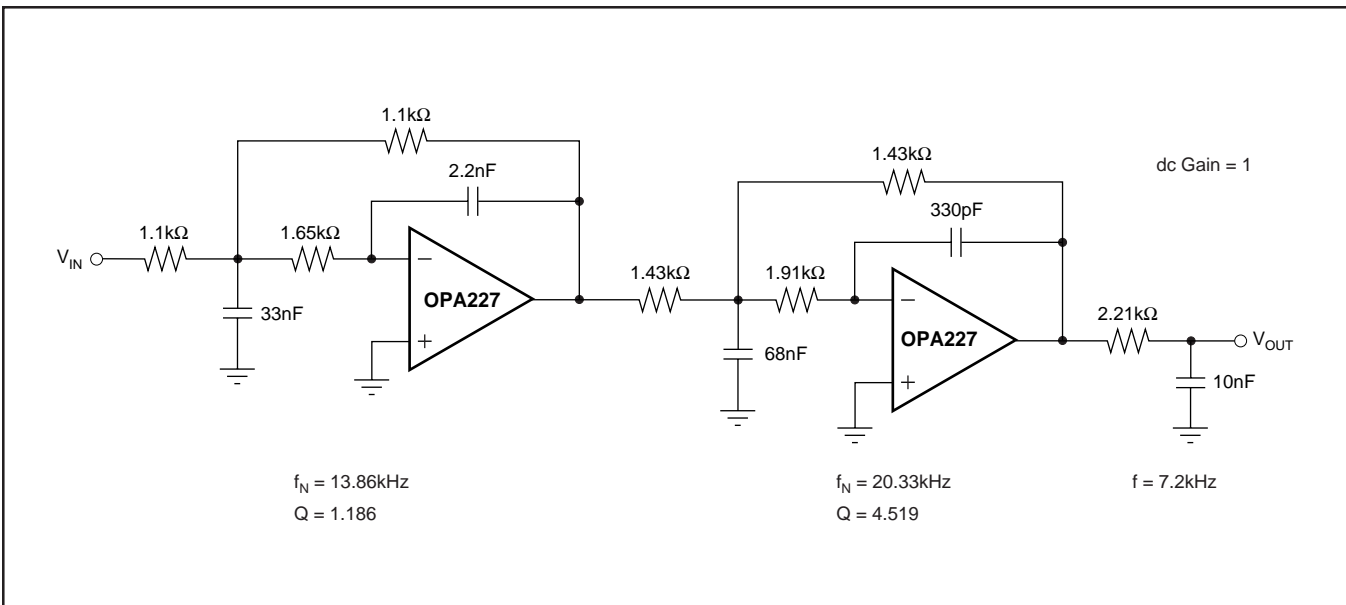 1.1kΩ
2.2nF
1.1kΩ
1.65kΩ
V_IN
33nF
−
OPA227
+
1.43kΩ
dc Gain = 1
330pF
1.43kΩ
1.91kΩ
68nF
−
OPA227
+
2.21kΩ
V_OUT
10nF
f_N = 13.86kHz
Q = 1.186
f_N = 20.33kHz
Q = 4.519
f = 7.2kHz